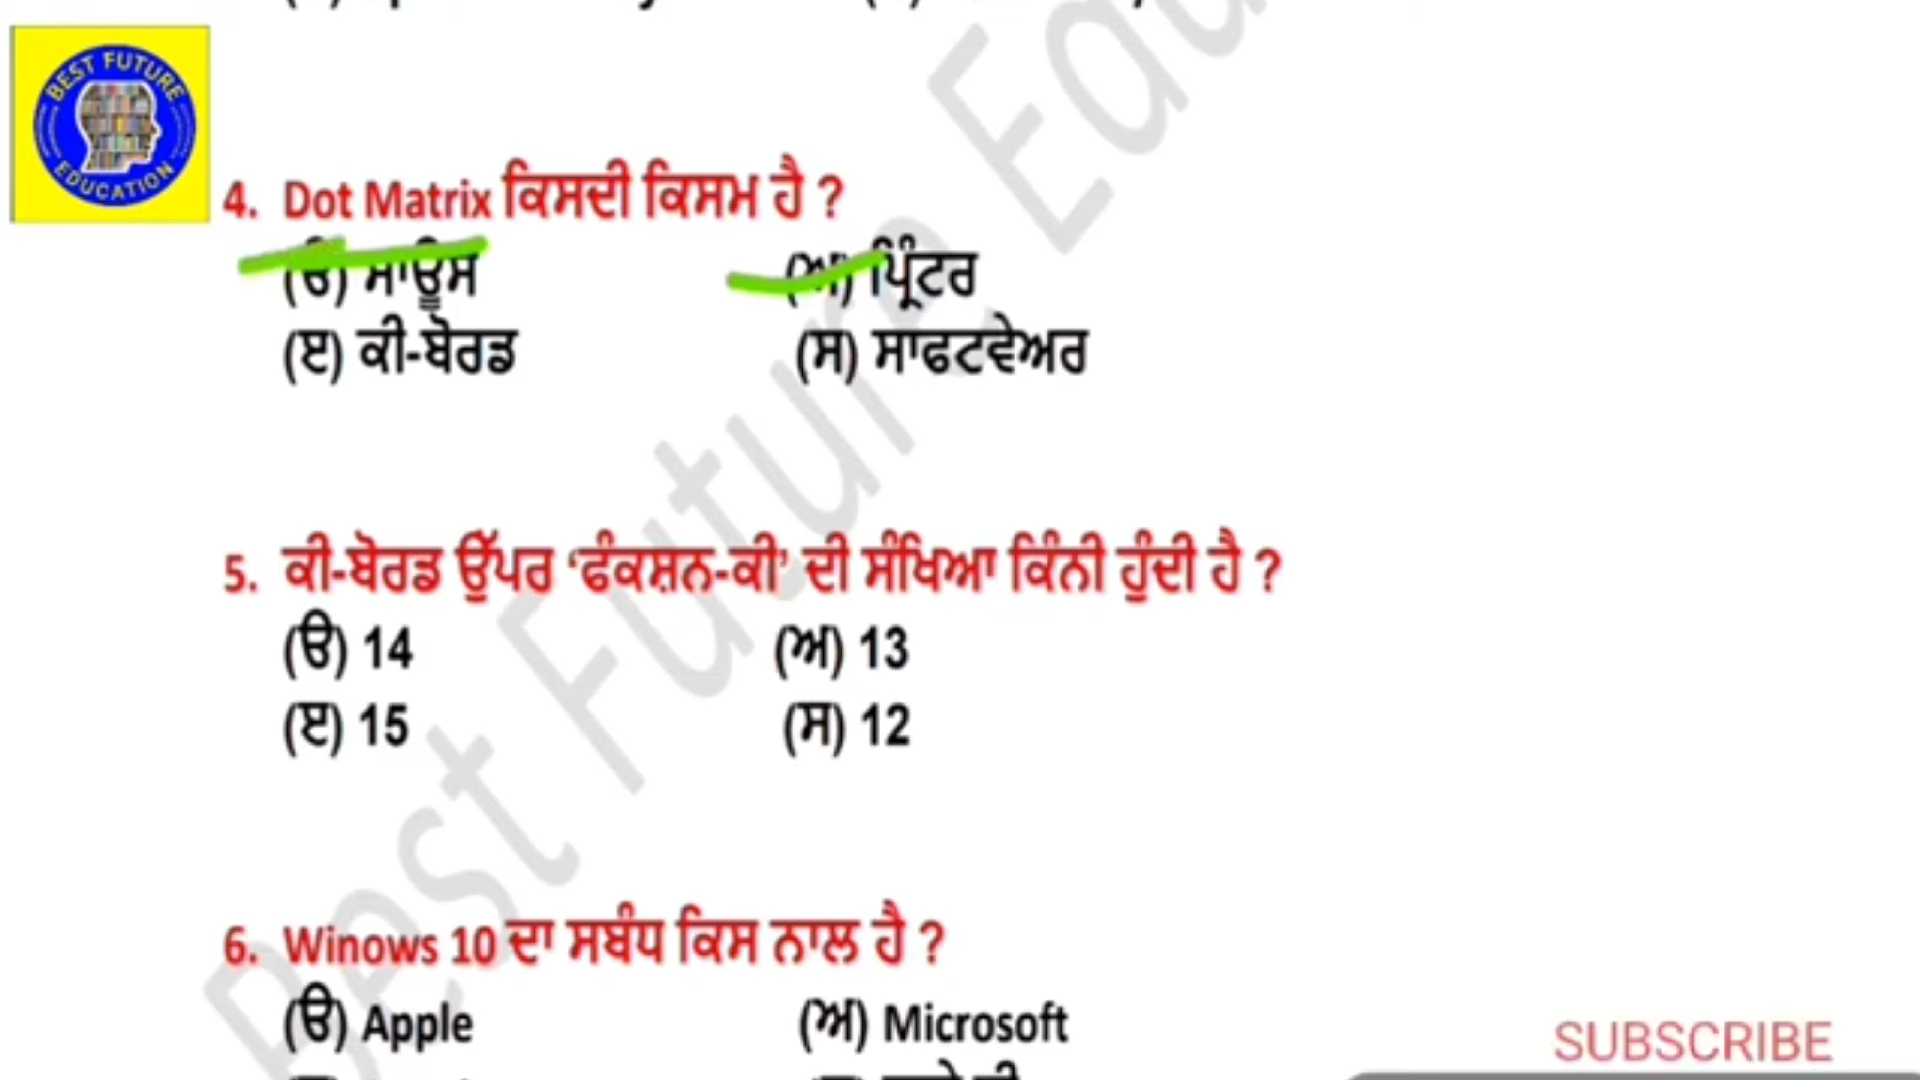 BEST FUTURE
EDUCATION
4. Dot Matrix ਕਿਸਦੀ ਕਿਸਮ ਹੈ ?
(ੳ) ਮਾਊਸ (ਅ) ਪ੍ਰਿੰਟਰ
(ੲ) ਕੀ-ਬੋਰਡ (ਸ) ਸਾਫਟਵੇਅਰ
5. ਕੀ-ਬੋਰਡ ਉੱਪਰ ‘ਫੰਕਸ਼ਨ-ਕੀ’ ਦੀ ਸੰਖਿਆ ਕਿੰਨੀ ਹੁੰਦੀ ਹੈ ?
(ੳ) 14 (ਅ) 13
(ੲ) 15 (ਸ) 12
6. Winows 10 ਦਾ ਸਬੰਧ ਕਿਸ ਨਾਲ ਹੈ ?
(ੳ) Apple (ਅ) Microsoft
SUBSCRIBE
Best Future Edu